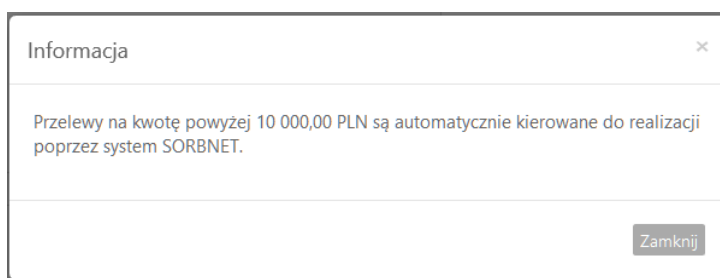 Informacja
×
Przelewy na kwotę powyżej 10 000,00 PLN są automatycznie kierowane do realizacji
poprzez system SORBNET.
Zamknij